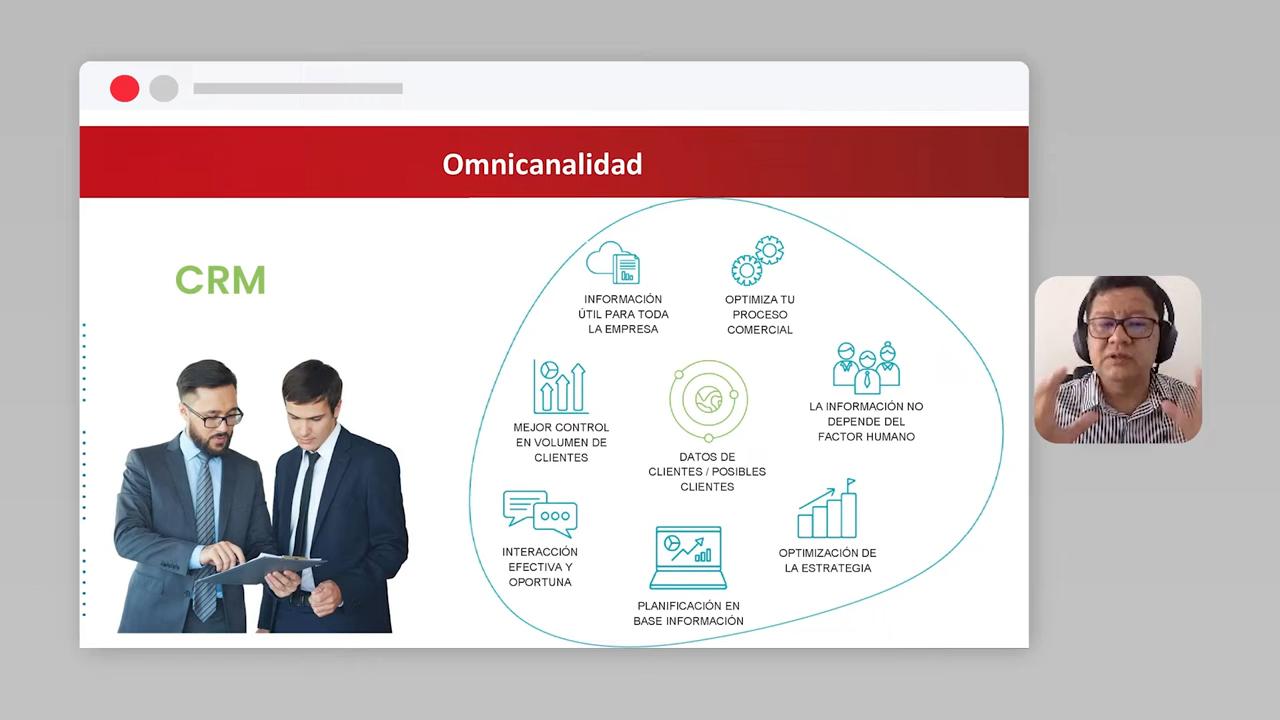 Omnicanalidad
CRM
INFORMACIÓN
ÚTIL PARA TODA
LA EMPRESA
OPTIMIZA TU
PROCESO
COMERCIAL
MEJOR CONTROL
EN VOLUMEN DE
CLIENTES
DATOS DE
CLIENTES / POSIBLES
CLIENTES
LA INFORMACIÓN NO
DEPENDE DEL
FACTOR HUMANO
INTERACCIÓN
EFECTIVA Y
OPORTUNA
PLANIFICACIÓN EN
BASE INFORMACIÓN
OPTIMIZACIÓN DE
LA ESTRATEGIA